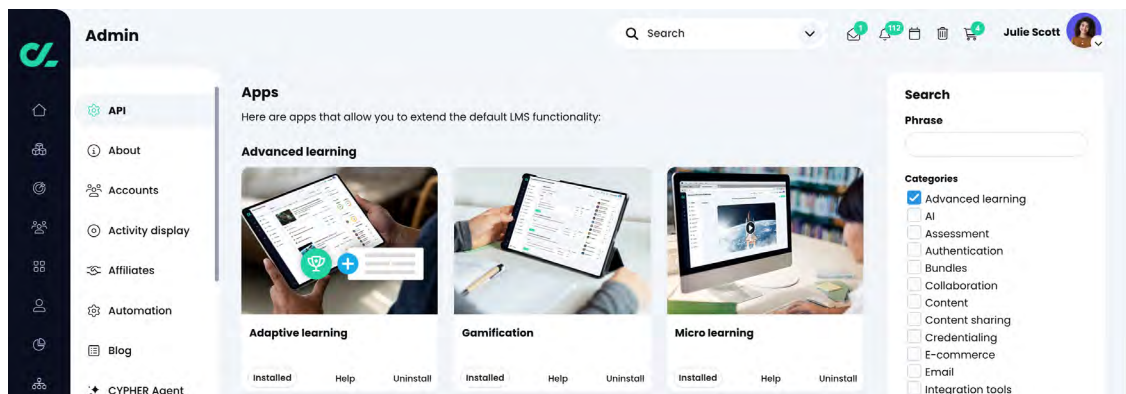 Admin
Search
1
112
4
Julie Scott
API
About
Accounts
Activity display
Affiliates
Automation
Blog
CYPHER Agent
Apps
Here are apps that allow you to extend the default LMS functionality:
Advanced learning
Adaptive learning
Installed Help Uninstall
Gamification
Installed Help Uninstall
Micro learning
Installed Help Uninstall
Search
Phrase
Categories
Advanced learning
AI
Assessment
Authentication
Bundles
Collaboration
Content
Content sharing
Credentialing
E-commerce
Email
Integration tools